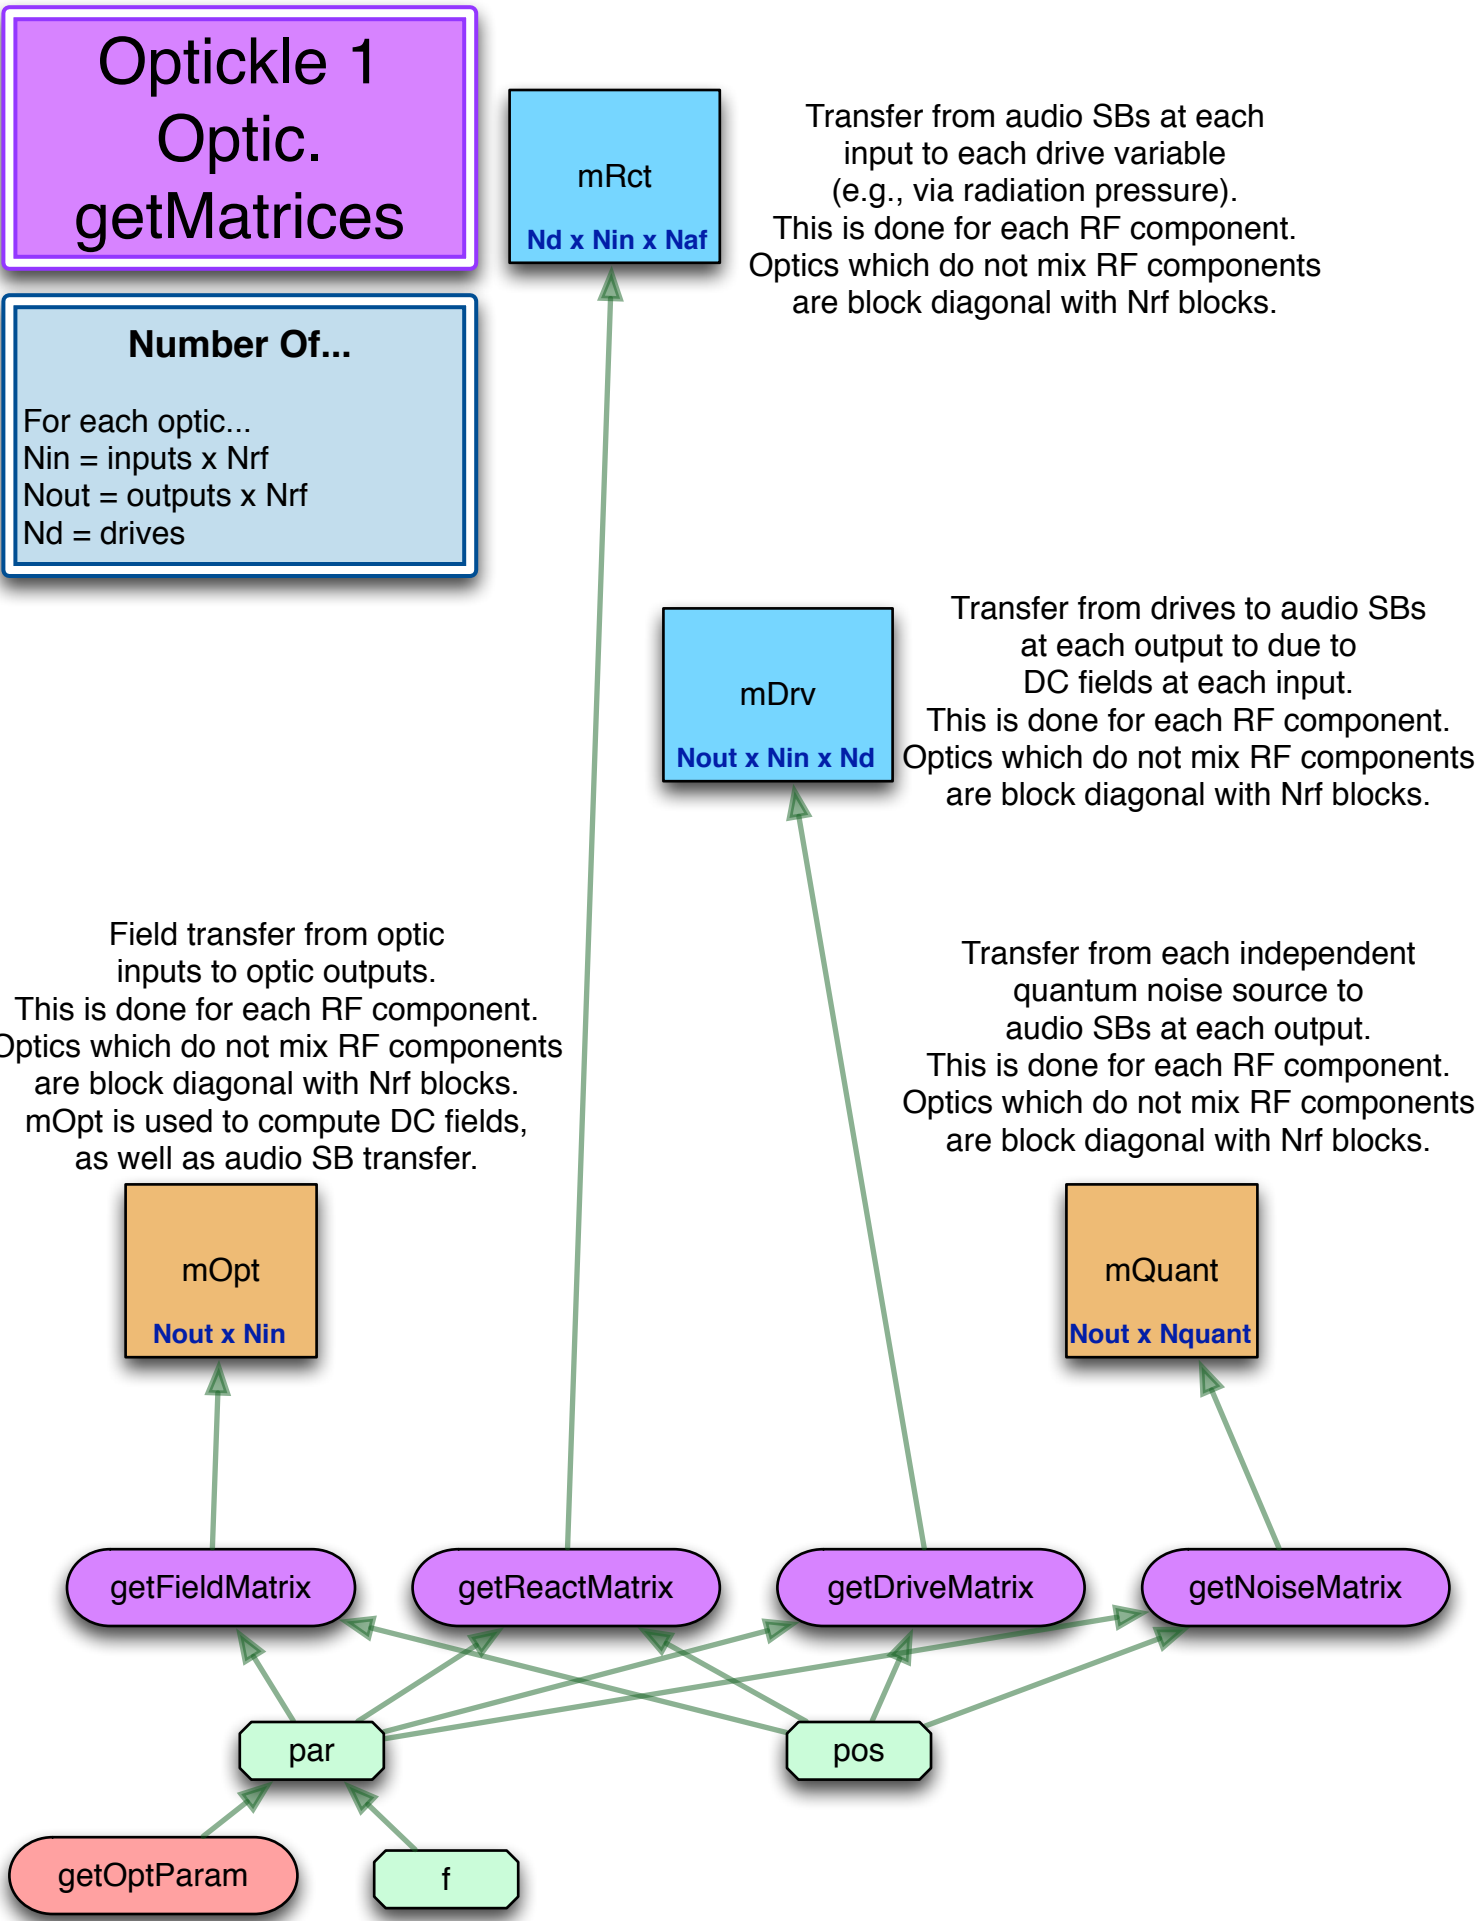 Optickle 1
Optic.
getMatrices
Number Of...
For each optic...
Nin = inputs x Nrf
Nout = outputs x Nrf
Nd = drives
mRct
Nd x Nin x Naf
Transfer from audio SBs at each
input to each drive variable
(e.g., via radiation pressure).
This is done for each RF component.
Optics which do not mix RF components
are block diagonal with Nrf blocks.
mDrv
Nout x Nin x Nd
Transfer from drives to audio SBs
at each output to due to
DC fields at each input.
This is done for each RF component.
Optics which do not mix RF components
are block diagonal with Nrf blocks.
Field transfer from optic
inputs to optic outputs.
This is done for each RF component.
Optics which do not mix RF components
are block diagonal with Nrf blocks.
mOpt is used to compute DC fields,
as well as audio SB transfer.
mOpt
Nout x Nin
Transfer from each independent
quantum noise source to
audio SBs at each output.
This is done for each RF component.
Optics which do not mix RF components
are block diagonal with Nrf blocks.
mQuant
Nout x Nquant
getFieldMatrix
getReactMatrix
getDriveMatrix
getNoiseMatrix
par
pos
getOptParam
f